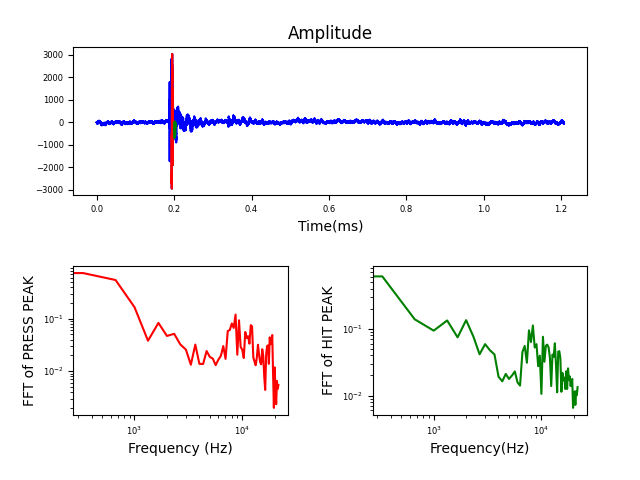 Amplitude
3000
2000
1000
0
−1000
−2000
−3000
0.0 0.2 0.4 0.6 0.8 1.0 1.2
Time(ms)
FFT of PRESS PEAK
10⁻¹
10⁻²
10³ 10⁴
Frequency (Hz)
FFT of HIT PEAK
10⁻¹
10⁻²
10³ 10⁴
Frequency(Hz)